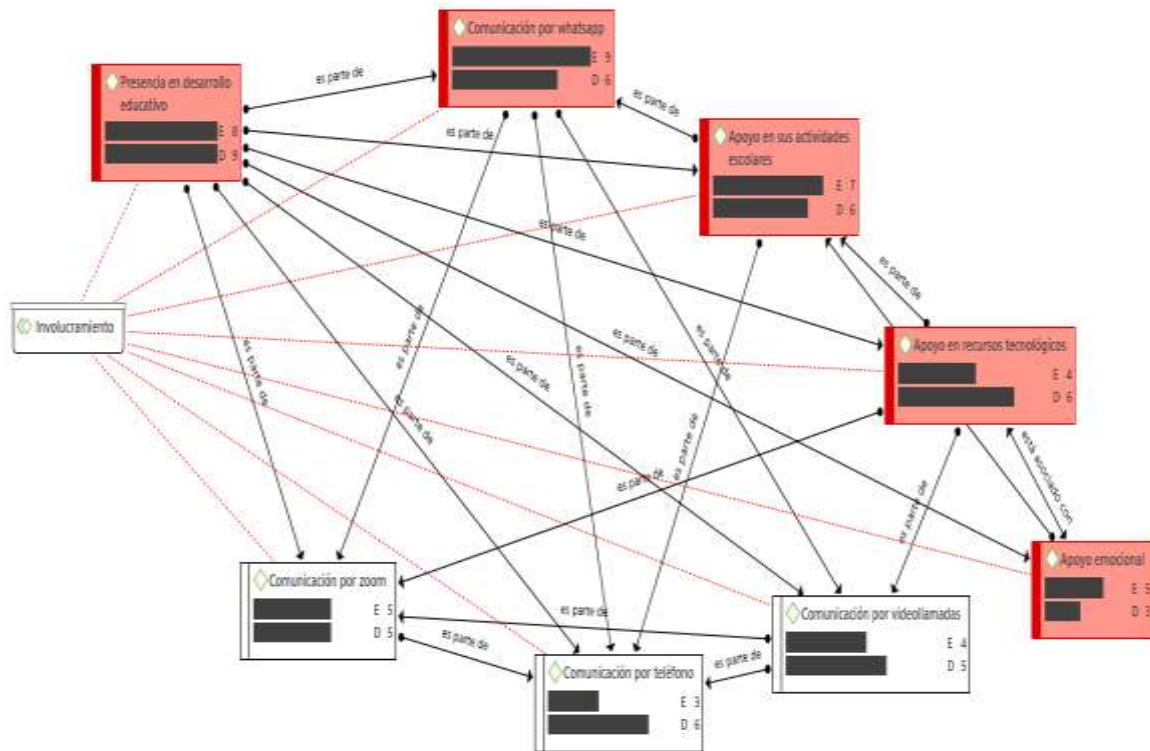 Comunicación por whatsapp
E 9
D 6
Presencia en desarrollo
educativo
E 8
D 9
es parte de
es parte de
es parte de
Apoyo en sus actividades
escolares
E 7
D 6
es parte de
es parte de
Involucramiento
Apoyo en recursos tecnológicos
E 4
D 6
es parte de
es parte de
es parte de
es parte de
es parte de
es parte de
es parte de
es parte de
es parte de
es parte de
es parte de
está asociado con
Apoyo emocional
E 5
D 3
Comunicación por zoom
E 5
D 5
es parte de
es parte de
es parte de
Comunicación por videollamadas
E 4
D 5
Comunicación por teléfono
E 3
D 6